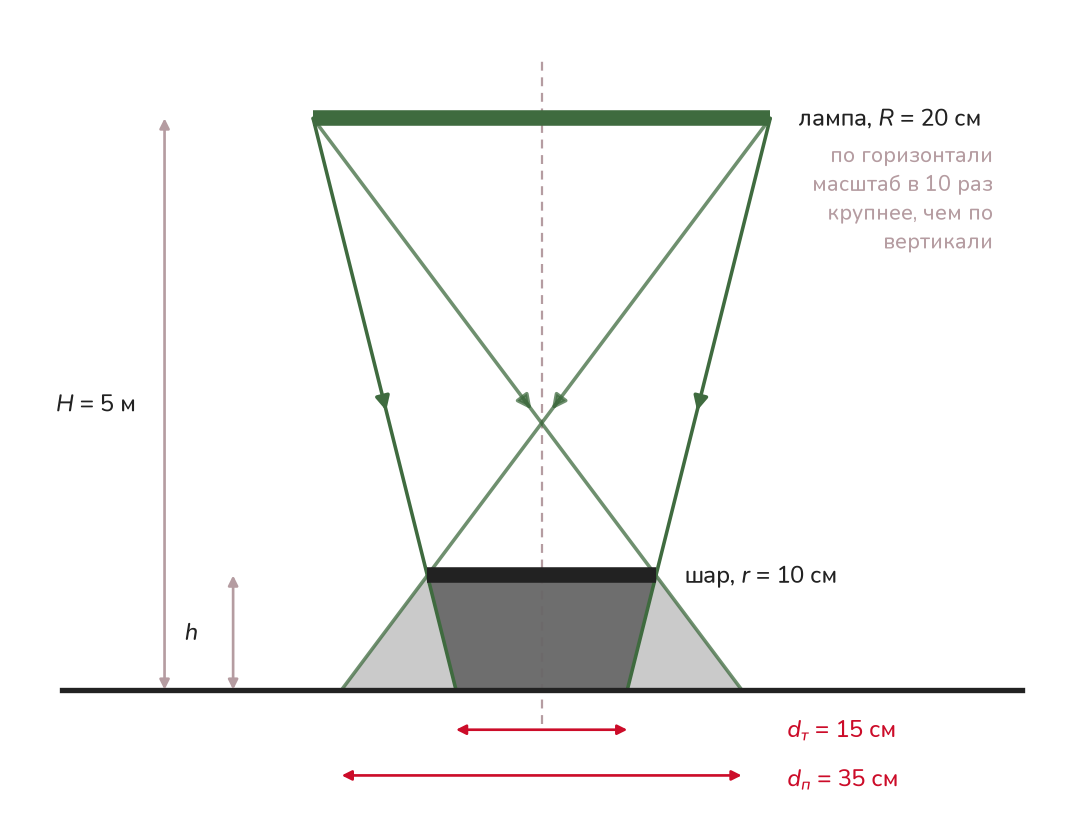 лампа, R = 20 см
по горизонтали
масштаб в 10 раз
крупнее, чем по
вертикали
H = 5 м
шар, r = 10 см
h
dт = 15 см
dп = 35 см